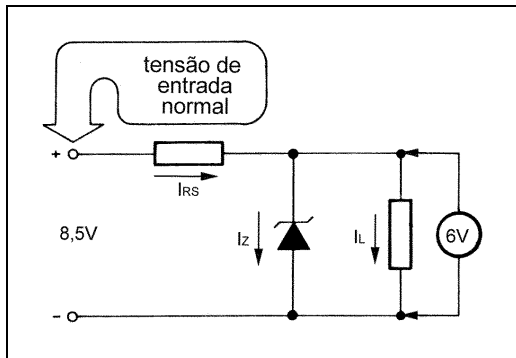 tensão de
entrada
normal
+
IRS
8,5V
IZ
IL
6V
-